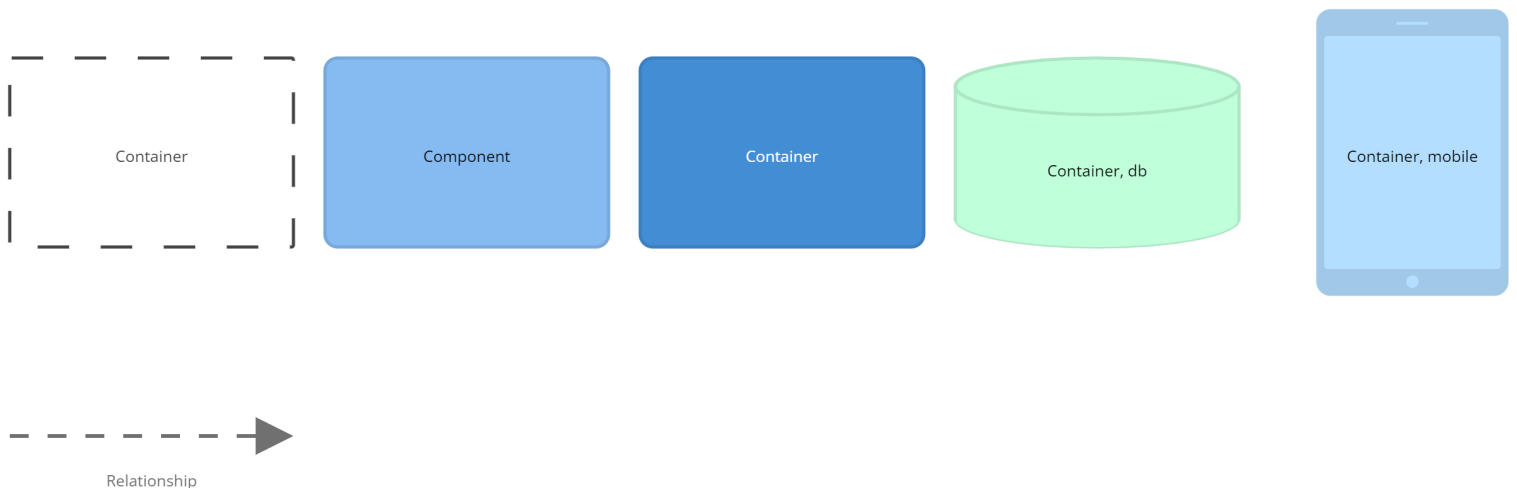 Container
Component
Container
Container, db
Container, mobile
Relationship